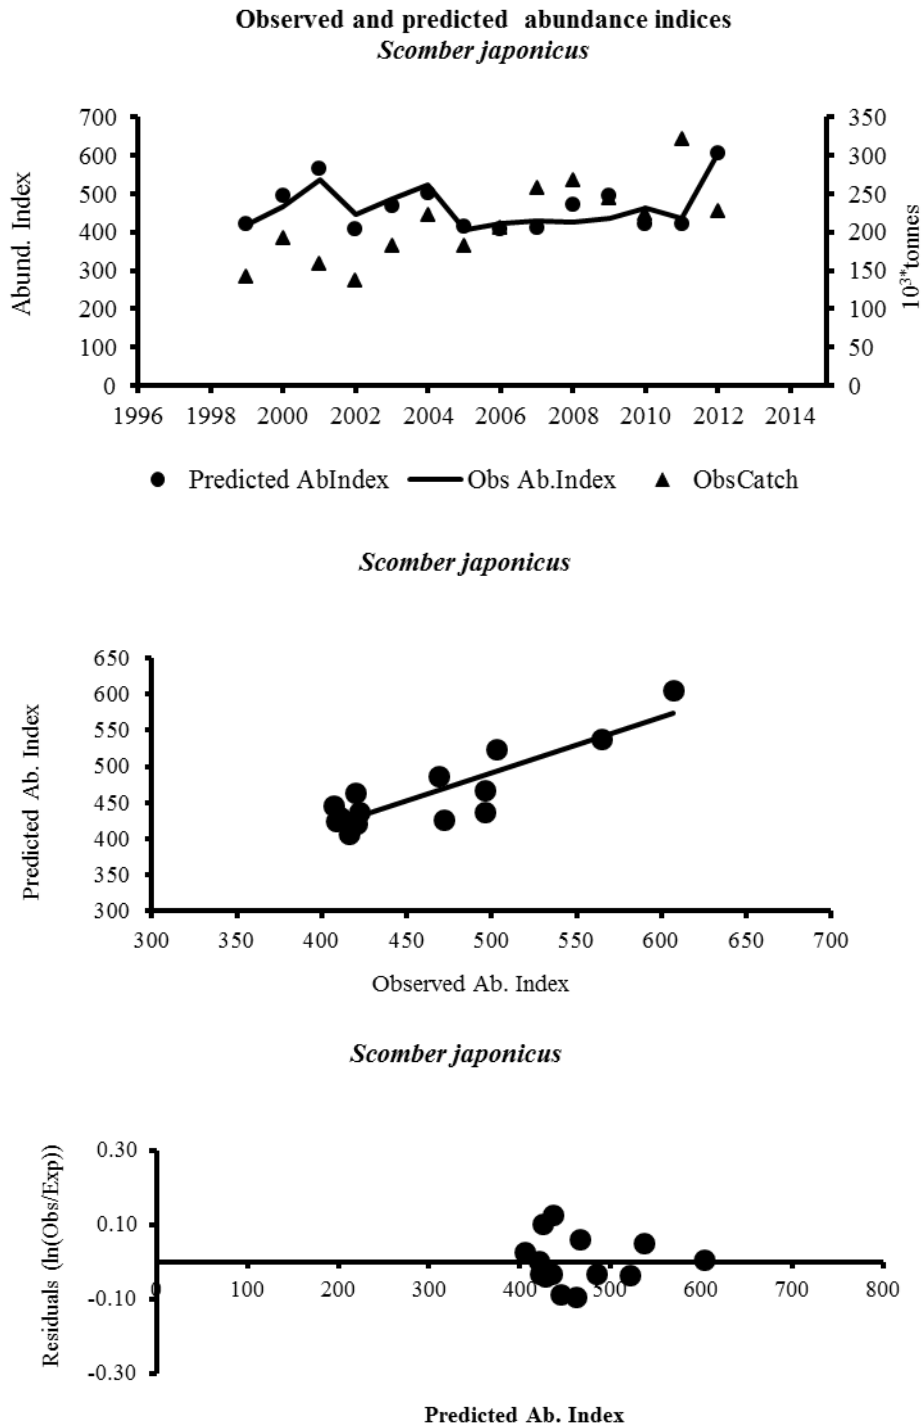 Observed and predicted abundance indices
Scomber japonicus
700
600
500
400
300
200
100
0
Abund. Index
350
300
250
200
150
100
50
0
10³*tonnes
1996 1998 2000 2002 2004 2006 2008 2010 2012 2014
Predicted AbIndex Obs Ab.Index ObsCatch
Scomber japonicus
650
600
550
500
450
400
350
300
Predicted Ab. Index
300 350 400 450 500 550 600 650 700
Observed Ab. Index
Scomber japonicus
0.30
0.10
-0.10
-0.30
Residuals (ln(Obs/Exp))
0 100 200 300 400 500 600 700 800
Predicted Ab. Index